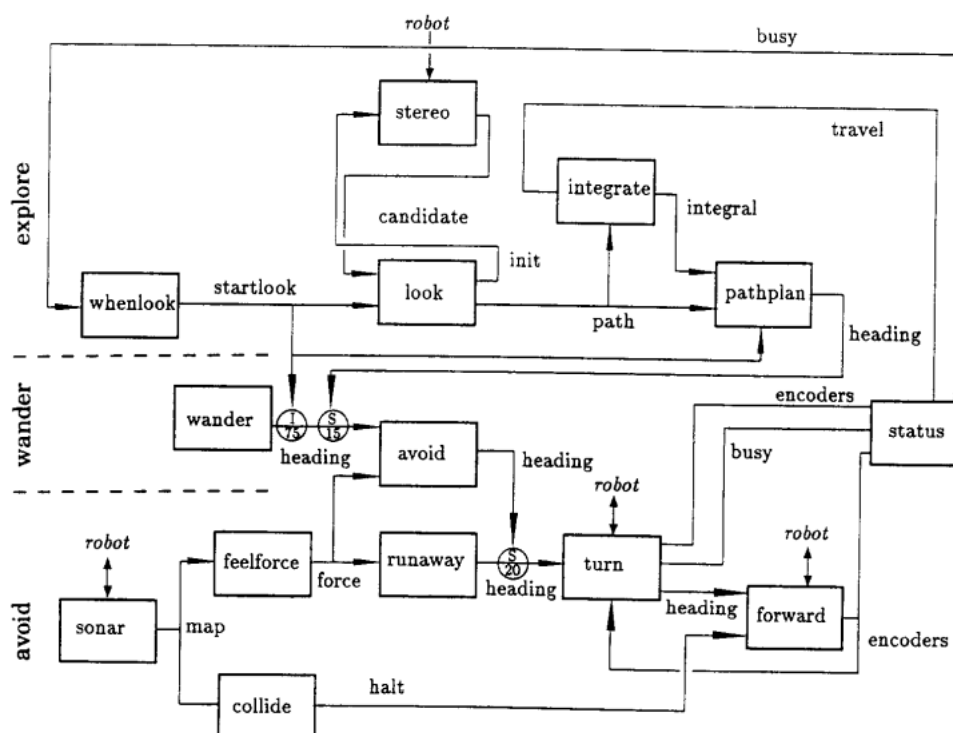 robot
busy
stereo
travel
explore
integrate
integral
candidate
init
whenlook
startlook
look
path
pathplan
heading
wander
wander
I
75
S
15
heading
avoid
heading
encoders
status
busy
robot
avoid
robot
sonar
map
feelforce
force
runaway
S
20
heading
turn
robot
heading
forward
encoders
collide
halt